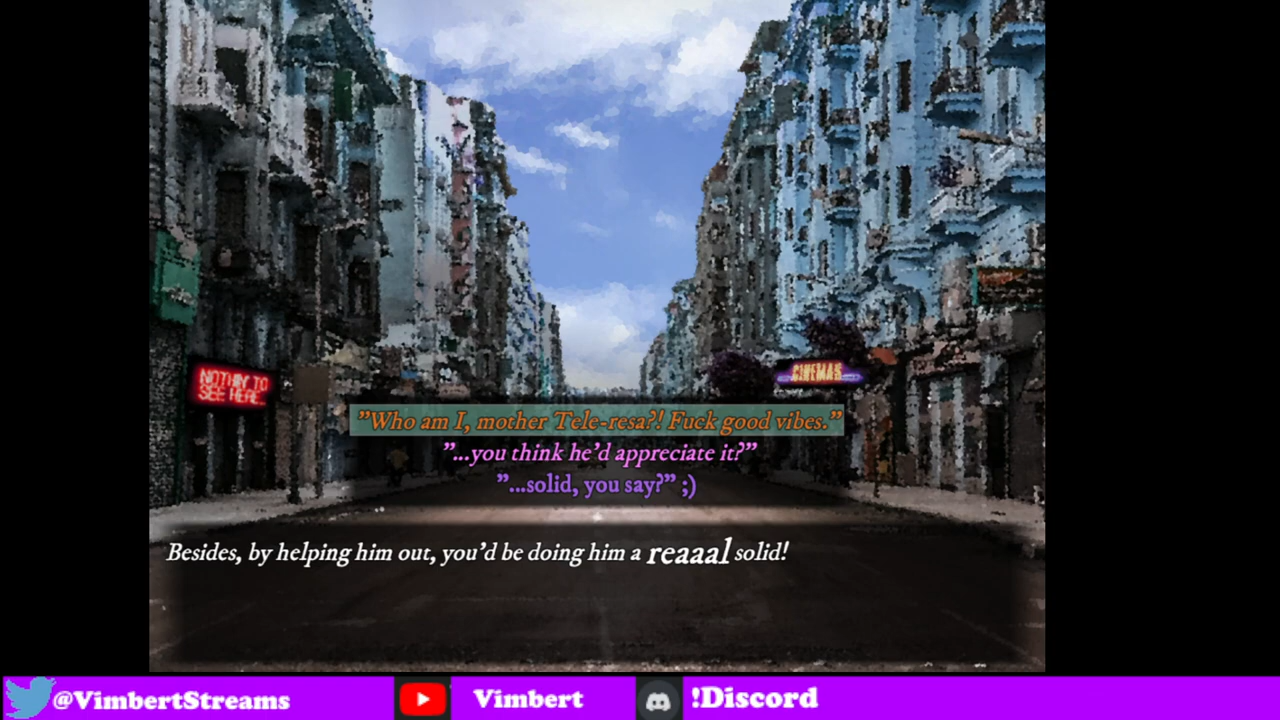 NOTHIN TO
SEE HERE
CINEMAS
"Who am I, mother Tele-resa?! Fuck good vibes."
"...you think he'd appreciate it?"
"...solid, you say?" ;)
Besides, by helping him out, you'd be doing him a reaaal solid!
@VimbertStreams
Vimbert
!Discord